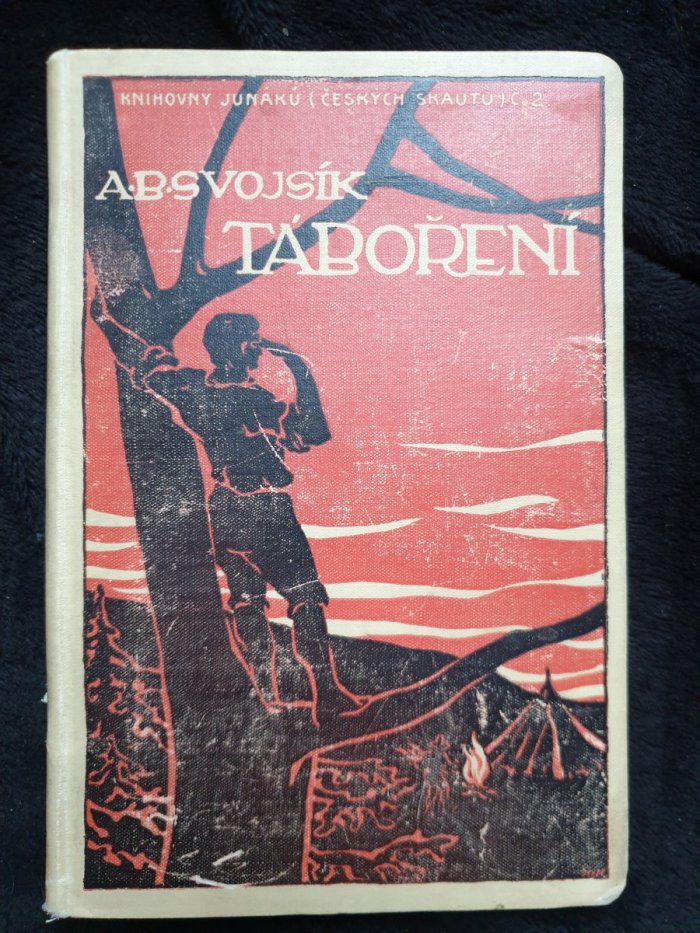 KNIHOVNY JUNÁKŮ (ČESKÝCH SKAUTŮ) Č. 2
A·B·SVOJSÍK
TÁBOŘENÍ